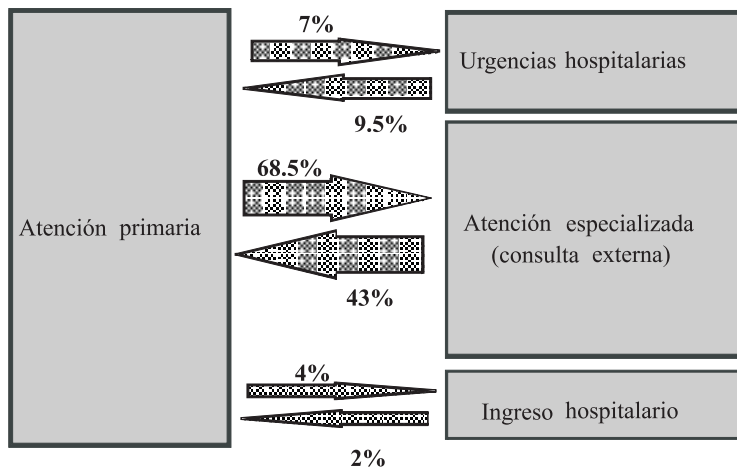 7%
Urgencias hospitalarias
9.5%
68.5%
Atención primaria
Atención especializada
(consulta externa)
43%
4%
Ingreso hospitalario
2%